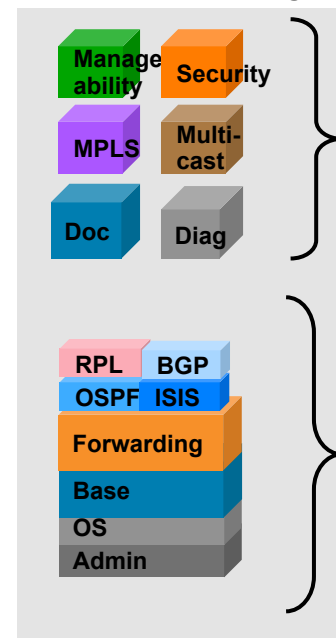 Manage
ability
Security
MPLS
Multi-
cast
Doc
Diag
RPL
BGP
OSPF
ISIS
Forwarding
Base
OS
Admin